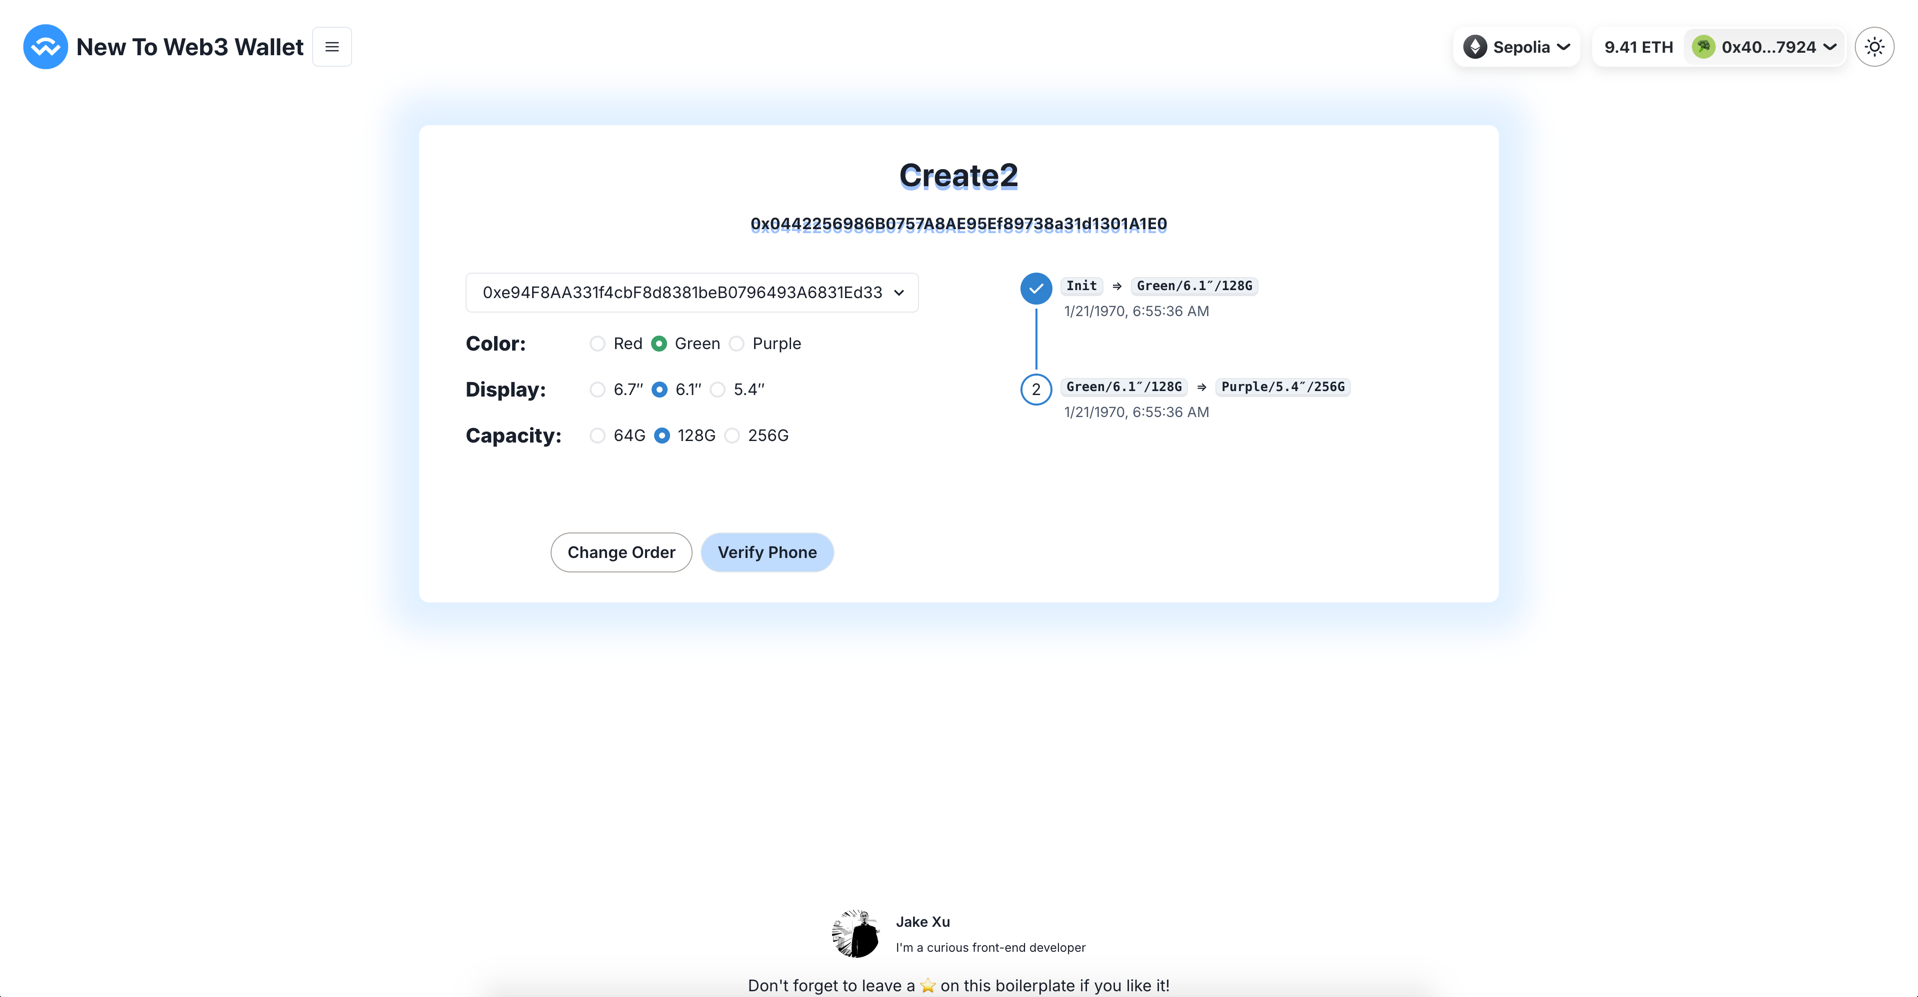 New To Web3 Wallet
Sepolia
9.41 ETH
0x40...7924
Create2
0x0442256986B0757A8AE95Ef89738a31d1301A1E0
0xe94F8AA331f4cbF8d8381beB0796493A6831Ed33
Color: Red Green Purple
Display: 6.7″ 6.1″ 5.4″
Capacity: 64G 128G 256G
Change Order
Verify Phone
Init ⇒ Green/6.1″/128G
1/21/1970, 6:55:36 AM
2
Green/6.1″/128G ⇒ Purple/5.4″/256G
1/21/1970, 6:55:36 AM
Jake Xu
I'm a curious front-end developer
Don't forget to leave a ⭐ on this boilerplate if you like it!